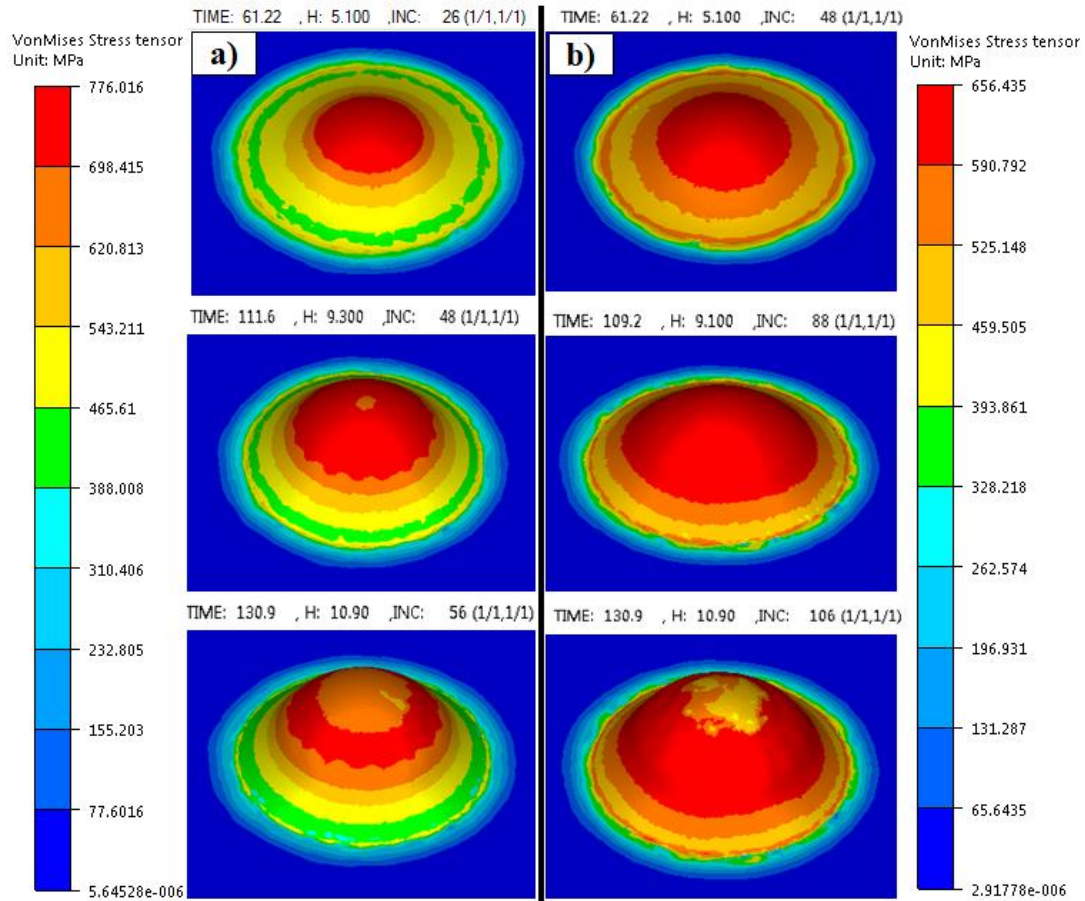 TIME: 61.22 , H: 5.100 ,INC: 26 (1/1,1/1)
TIME: 61.22 , H: 5.100 ,INC: 48 (1/1,1/1)
VonMises Stress tensor
Unit: MPa
776.016
698.415
620.813
543.211
465.61
388.008
310.406
232.805
155.203
77.6016
5.64528e-006
a)
b)
TIME: 111.6 , H: 9.300 ,INC: 48 (1/1,1/1)
TIME: 109.2 , H: 9.100 ,INC: 88 (1/1,1/1)
TIME: 130.9 , H: 10.90 ,INC: 56 (1/1,1/1)
TIME: 130.9 , H: 10.90 ,INC: 106 (1/1,1/1)
VonMises Stress tensor
Unit: MPa
656.435
590.792
525.148
459.505
393.861
328.218
262.574
196.931
131.287
65.6435
2.91778e-006